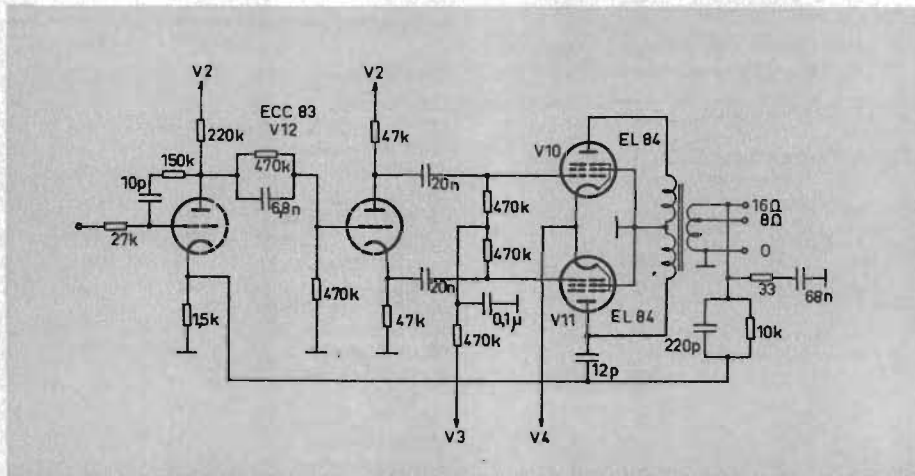 V2
V2
ECC 83
V12
220k
47k
EL 84
V10
150k
470k
10p
20n
16Ω
6,8n
8Ω
470k
27k
470k
0
20n
33
68n
470k
0,1µ
V11
EL 84
1,5k
47k
470k
220p
10k
12p
V3
V4